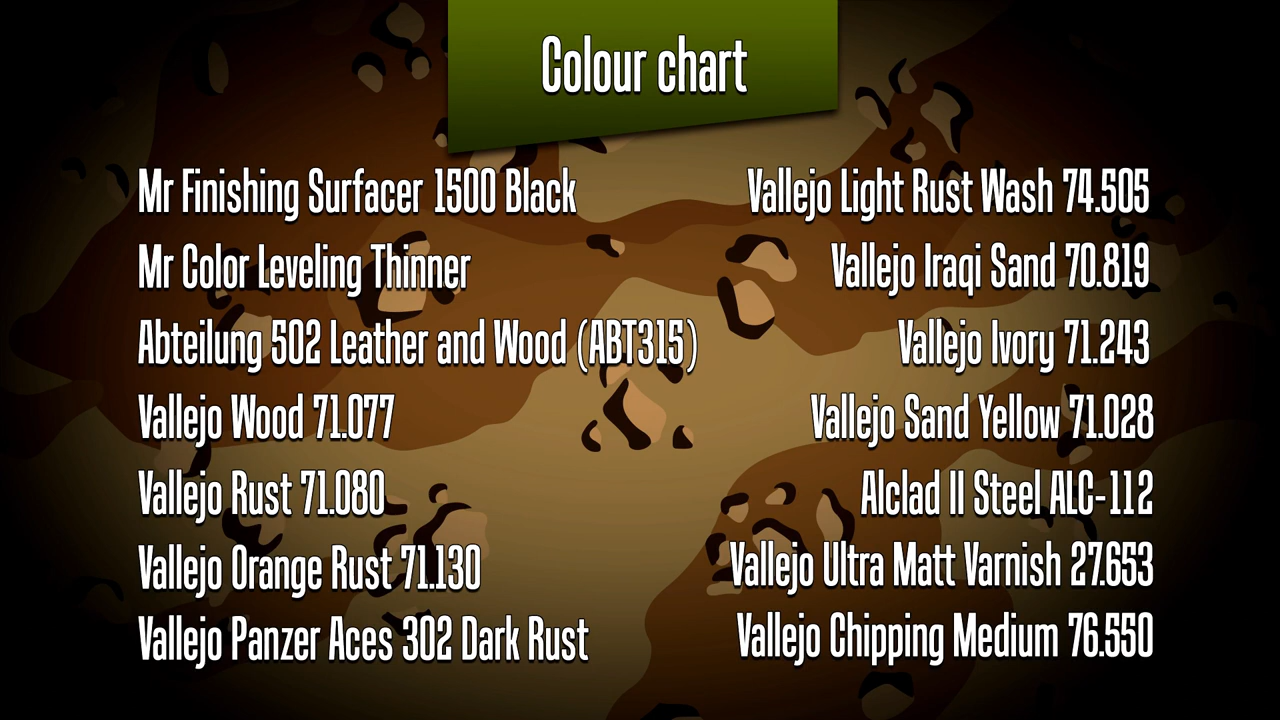 Colour chart
Mr Finishing Surfacer 1500 Black
Mr Color Leveling Thinner
Abteilung 502 Leather and Wood (ABT315)
Vallejo Wood 71.077
Vallejo Rust 71.080
Vallejo Orange Rust 71.130
Vallejo Panzer Aces 302 Dark Rust
Vallejo Light Rust Wash 74.505
Vallejo Iraqi Sand 70.819
Vallejo Ivory 71.243
Vallejo Sand Yellow 71.028
Alclad II Steel ALC-112
Vallejo Ultra Matt Varnish 27.653
Vallejo Chipping Medium 76.550